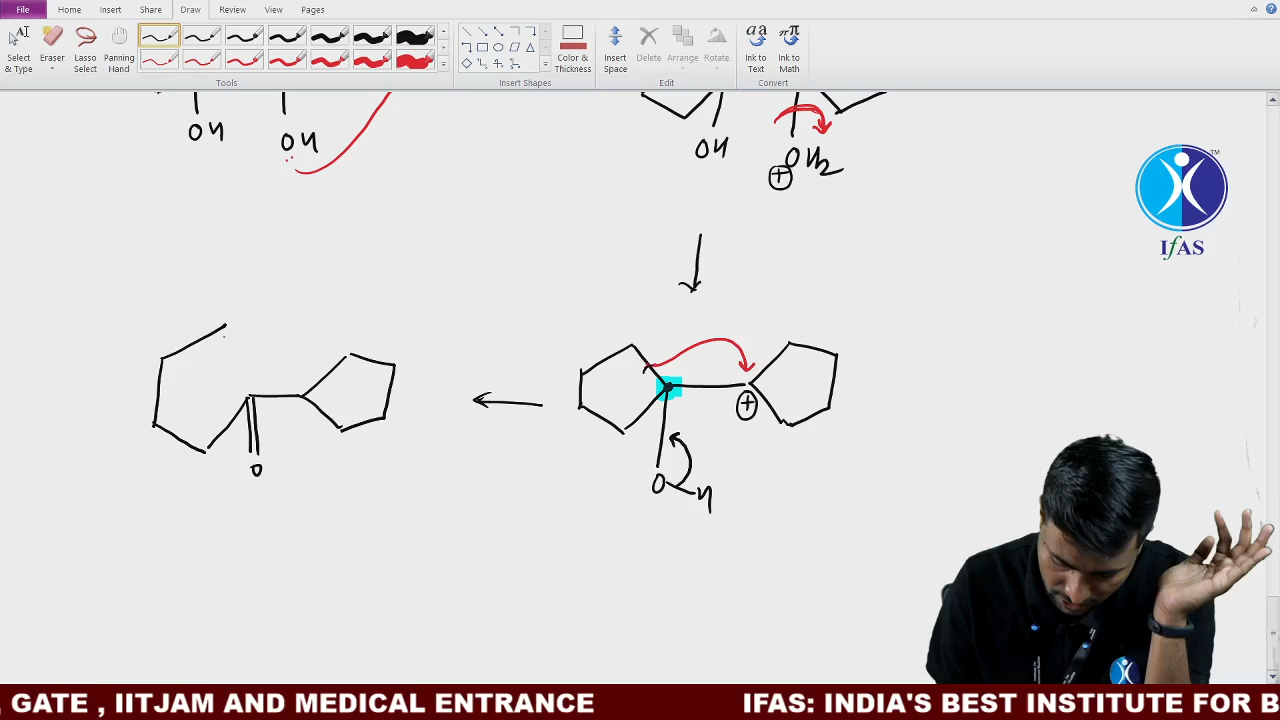 File Home Insert Share Draw Review View Pages
Select & Type Eraser Lasso Select Panning Hand Color & Thickness Insert Space Delete Arrange Rotate Ink to Text Ink to Math
Tools Insert Shapes Edit Convert
OH OH
OH OH2
+
TM
IfAS
+
O
O H
, GATE , IITJAM AND MEDICAL ENTRANCE IFAS: INDIA'S BEST INSTITUTE FOR B